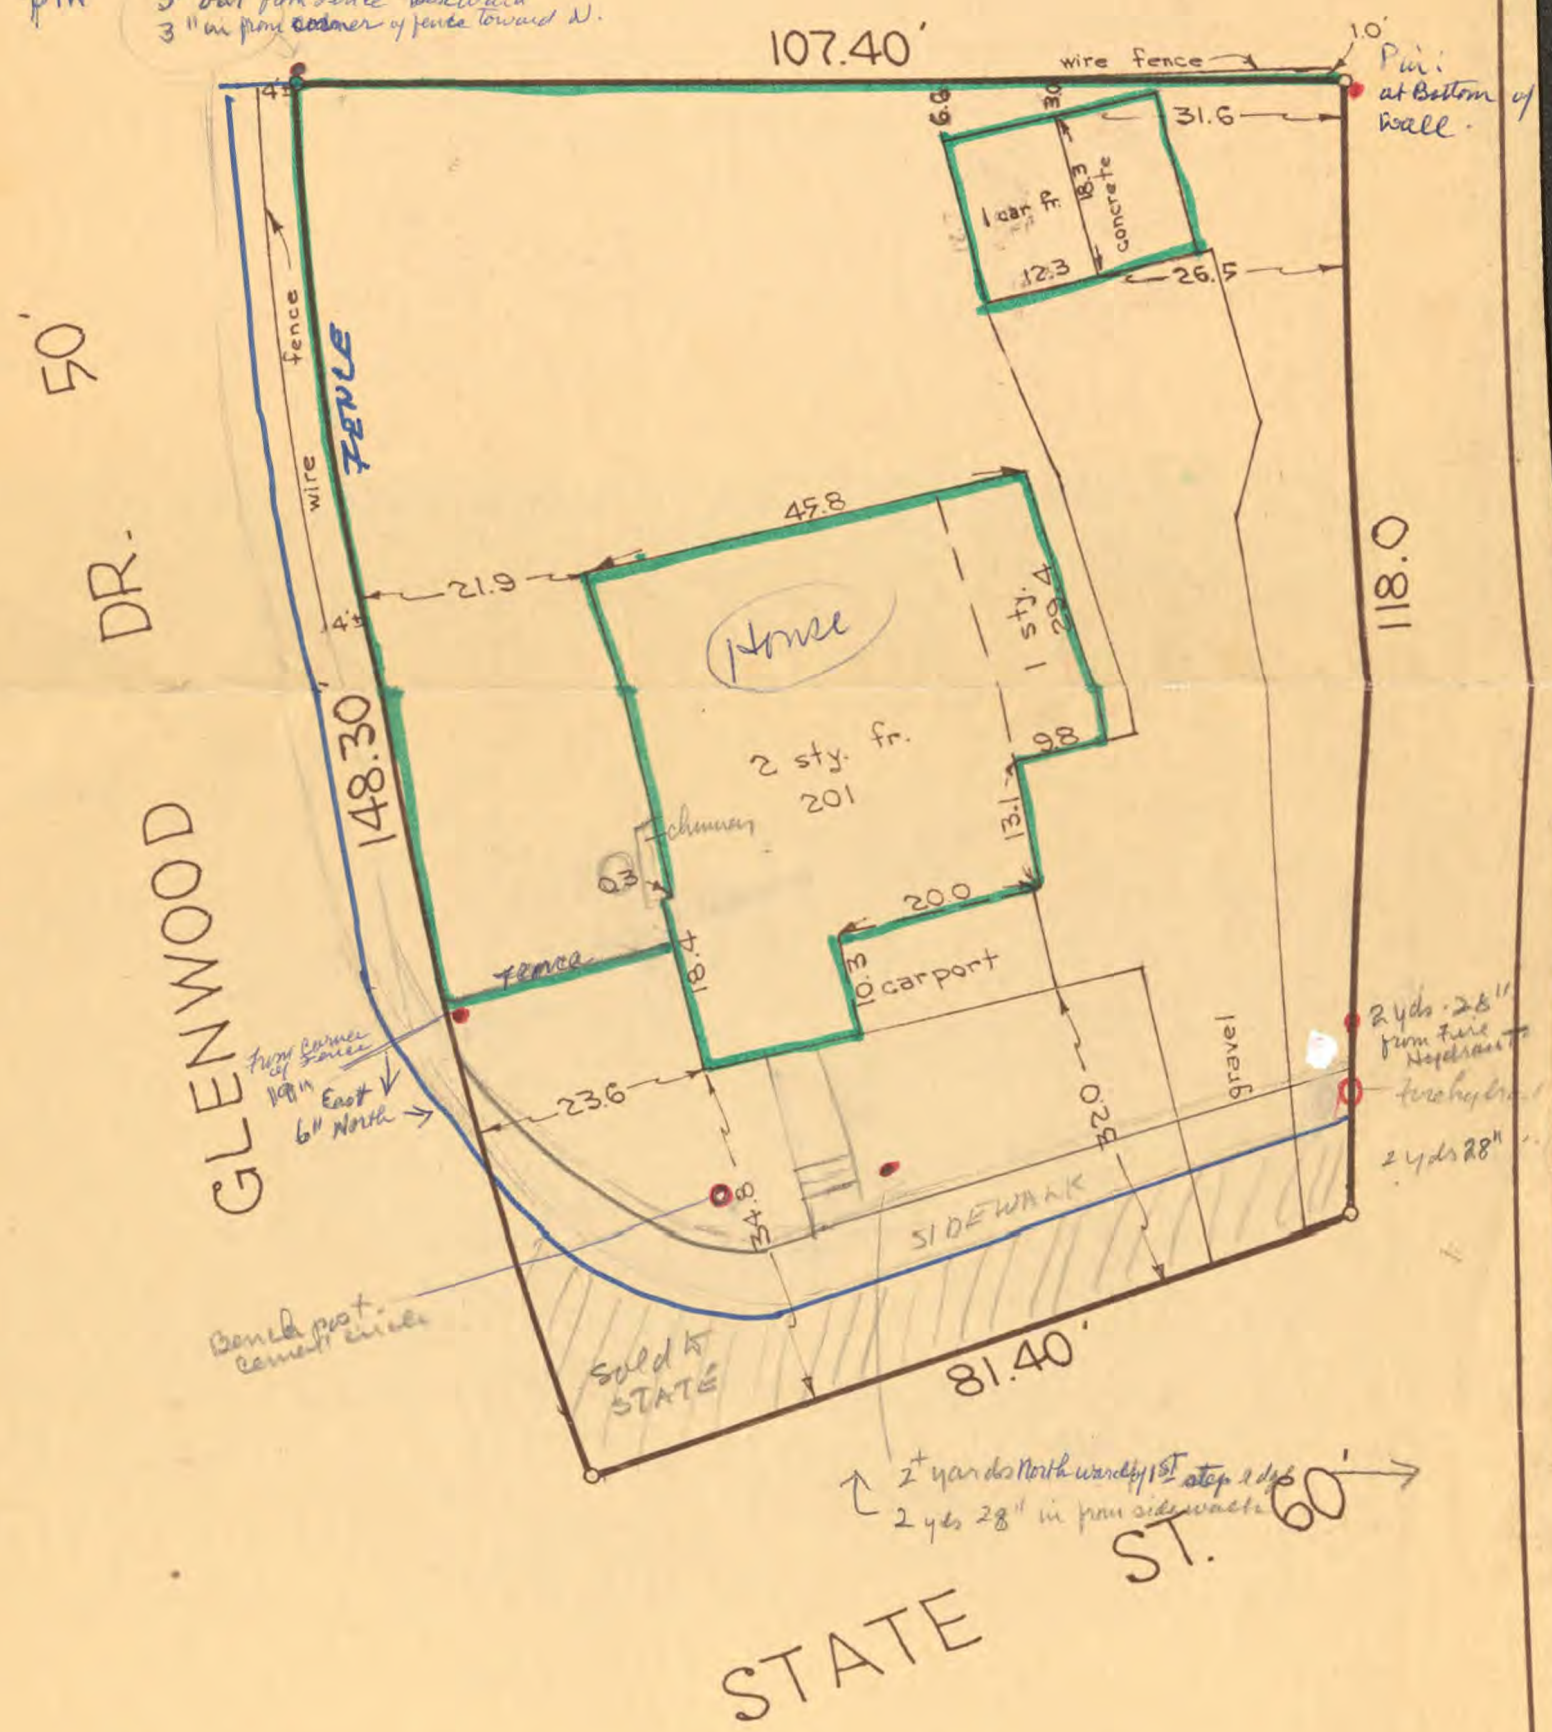 pin
3" in from corner of fence toward N.
107.40'
wire fence
1.0'
Pin:
at Bottom of
Wall.
4'±
6.8
3.0
31.6
1 car fr
18.3
concrete
12.3
26.5
50'
DR.
GLENWOOD
fence
wire
FENCE
4'±
45.8
21.9
House
1 sty.
29.4
118.0
148.30'
2 sty. fr.
201
9.8
13.1
chimney
0.3
20.0
Fence
18.4
10.3
carport
gravel
2 yds. 28"
from Fire
Hydrant
From corner
of Fence
East
6" North
23.6
32.0
2 yds 28"
34.8
SIDEWALK
Bench post
cement circle
Sold to
STATE
81.40'
2+ yards Northward of 1st step edge
2 yds 28" in from sidewalk
STATE ST. 60'